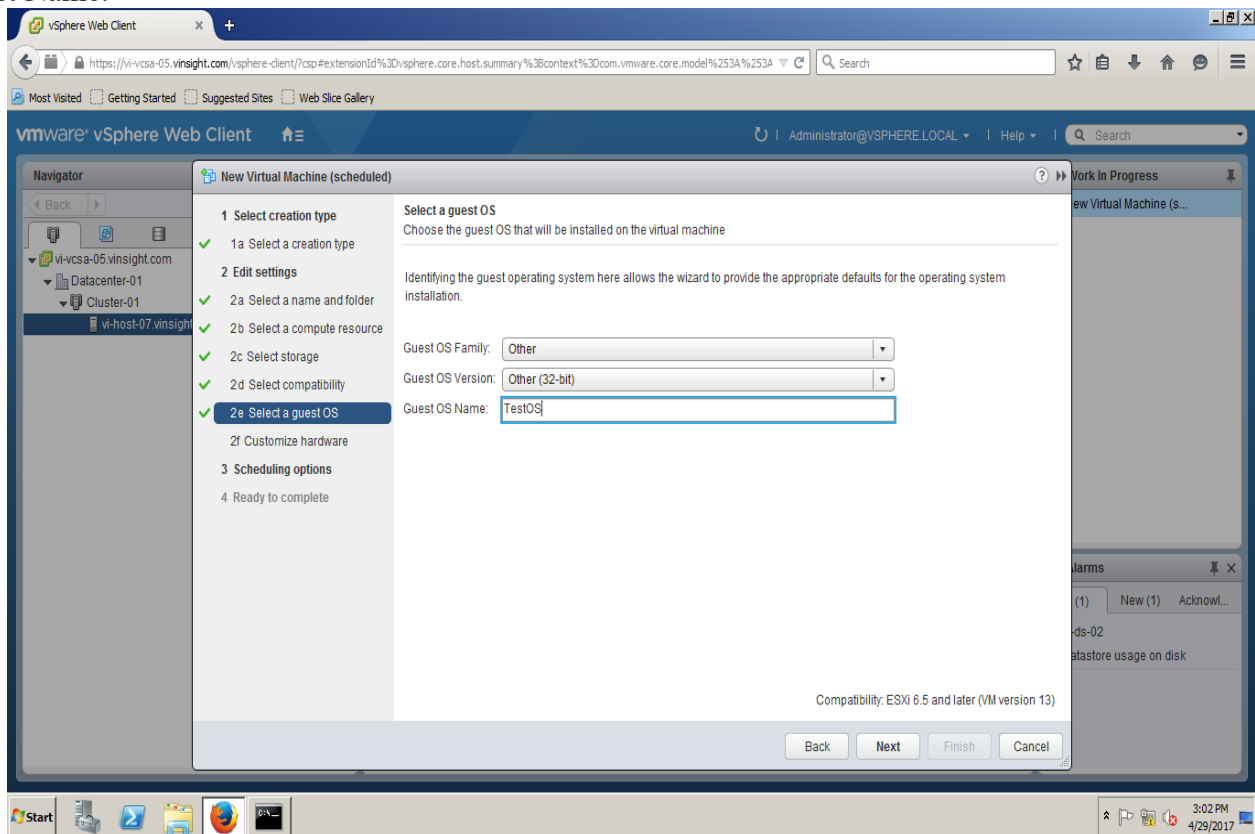 vSphere Web Client
https://vi-vcsa-05.vinsight.com/vsphere-client/?csp#extensionId%3Dvsphere.core.host.summary%3Bcontext%3Dcom.vmware.core.model%253A%253A
Search
Most Visited Getting Started Suggested Sites Web Slice Gallery
vmware® vSphere Web Client
Administrator@VSPHERE.LOCAL | Help | Search
Navigator
Back
vi-vcsa-05.vinsight.com
Datacenter-01
Cluster-01
vi-host-07.vinsight
New Virtual Machine (scheduled)
1 Select creation type
1a Select a creation type
2 Edit settings
2a Select a name and folder
2b Select a compute resource
2c Select storage
2d Select compatibility
2e Select a guest OS
2f Customize hardware
3 Scheduling options
4 Ready to complete
Select a guest OS
Choose the guest OS that will be installed on the virtual machine
Identifying the guest operating system here allows the wizard to provide the appropriate defaults for the operating system
installation.
Guest OS Family: Other
Guest OS Version: Other (32-bit)
Guest OS Name: TestOS
Compatibility: ESXi 6.5 and later (VM version 13)
Back Next Finish Cancel
Work In Progress
ew Virtual Machine (s...
larms
(1) New (1) Acknowl...
-ds-02
atastore usage on disk
Start
3:02 PM
4/29/2017